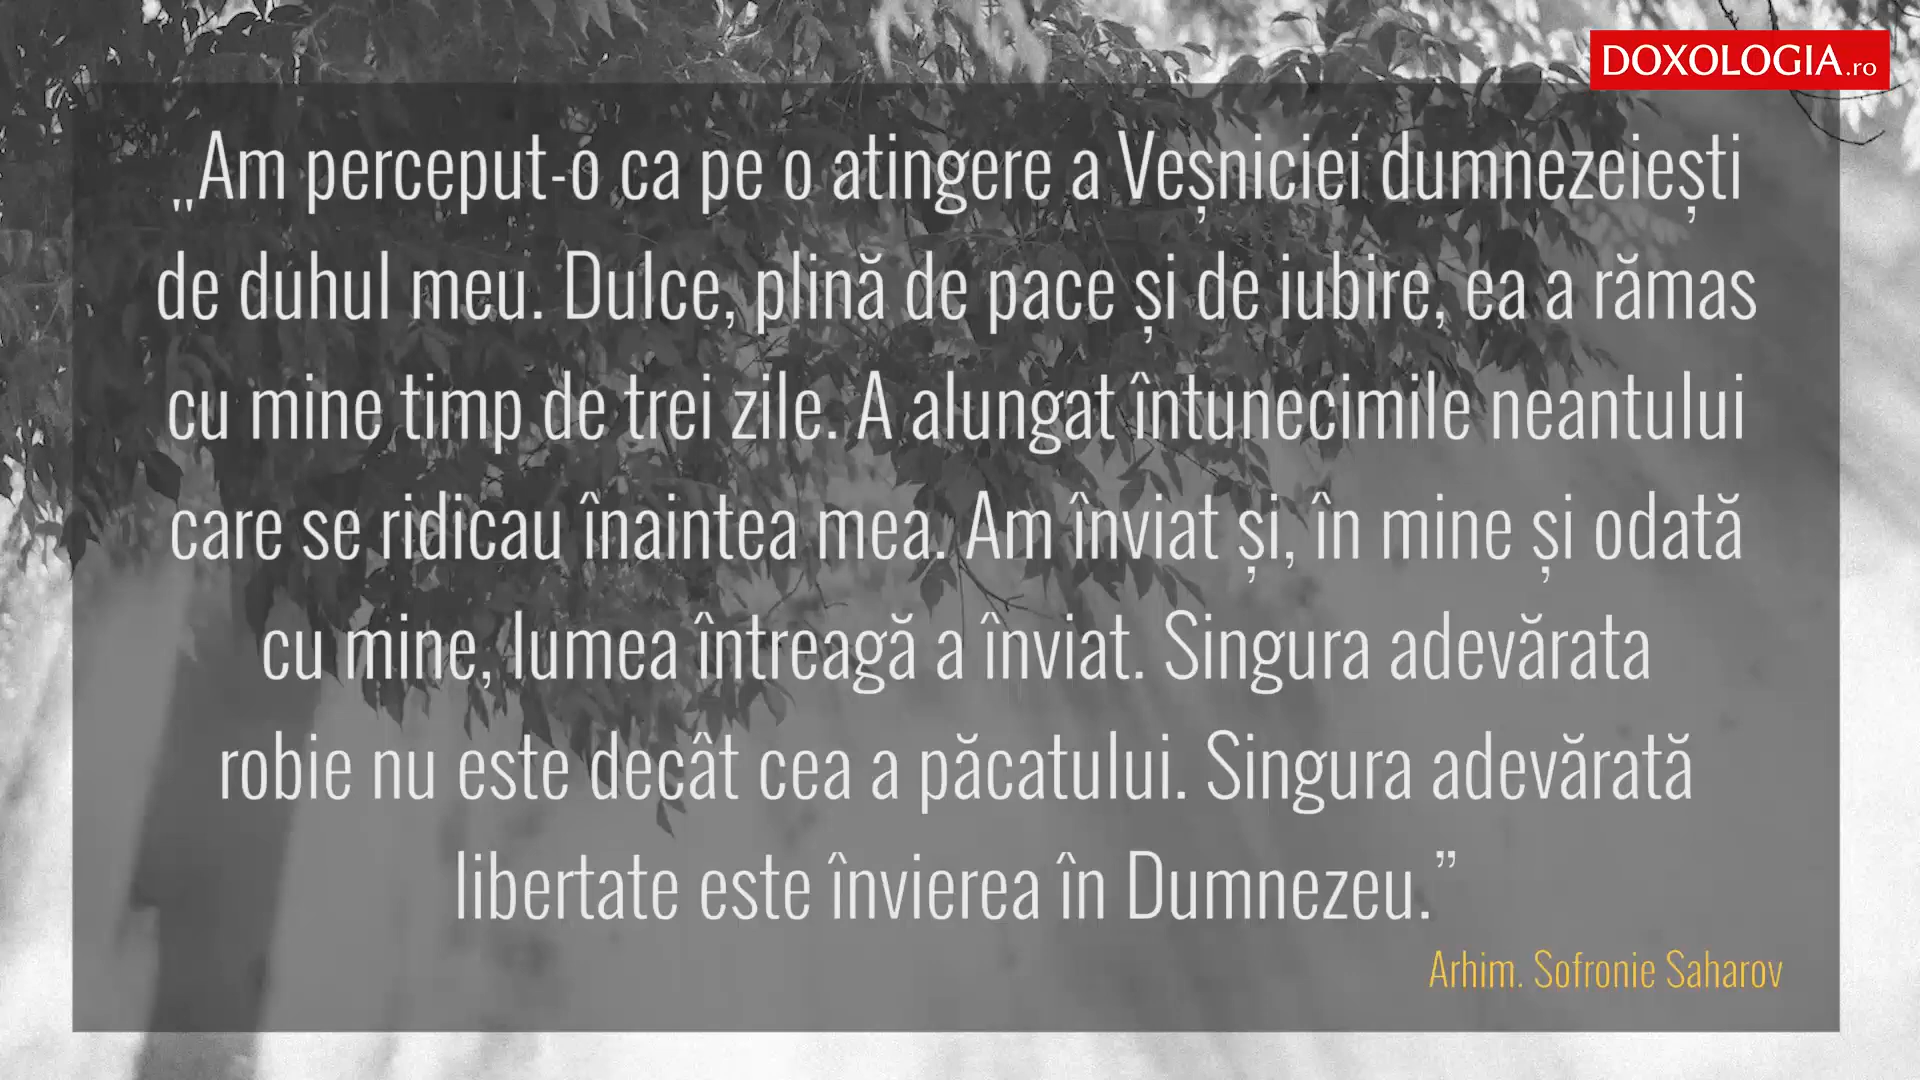 DOXOLOGIA.ro
„Am perceput-o ca pe o atingere a Veșniciei dumnezeiești
de duhul meu. Dulce, plină de pace și de iubire, ea a rămas
cu mine timp de trei zile. A alungat întunecimile neantului
care se ridicau înaintea mea. Am înviat și, în mine și odată
cu mine, lumea întreagă a înviat. Singura adevărata
robie nu este decât cea a păcatului. Singura adevărată
libertate este învierea în Dumnezeu.”
Arhim. Sofronie Saharov